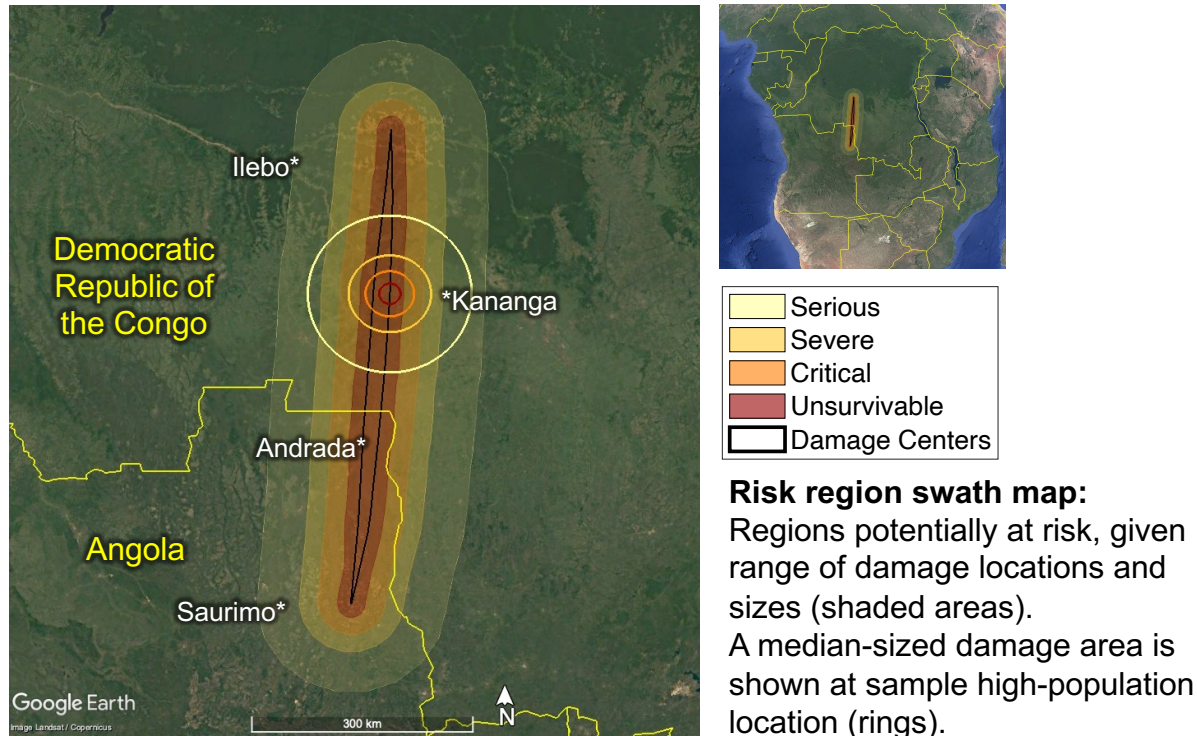 Ilebo*
Democratic
Republic of
the Congo
*Kananga
Andrada*
Angola
Saurimo*
Google Earth
Image Landsat / Copernicus
300 km
N
Serious
Severe
Critical
Unsurvivable
Damage Centers
Risk region swath map:
Regions potentially at risk, given
range of damage locations and
sizes (shaded areas).
A median-sized damage area is
shown at sample high-population
location (rings).